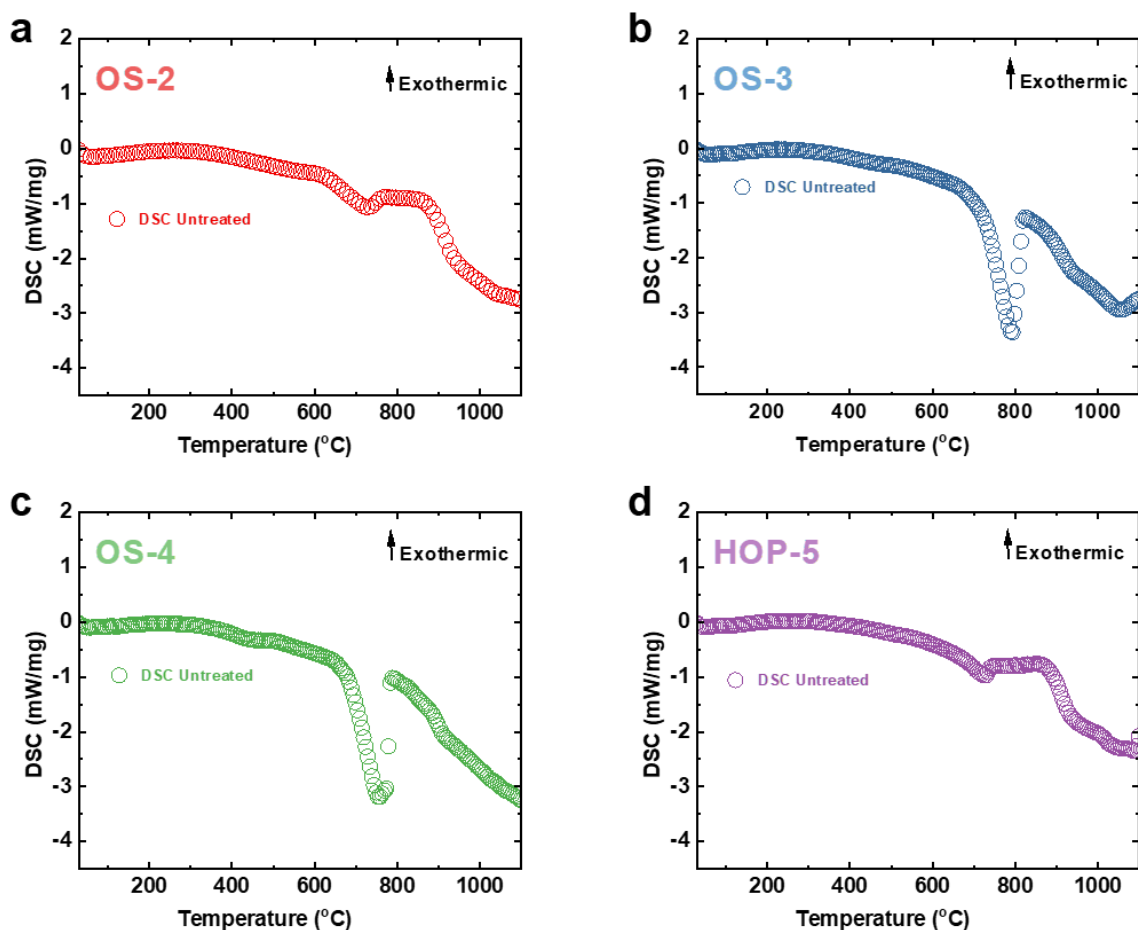 a
OS-2
Exothermic
DSC Untreated
DSC (mW/mg)
2
1
0
-1
-2
-3
-4
200 400 600 800 1000
Temperature (°C)
b
OS-3
Exothermic
DSC Untreated
DSC (mW/mg)
2
1
0
-1
-2
-3
-4
200 400 600 800 1000
Temperature (°C)
c
OS-4
Exothermic
DSC Untreated
DSC (mW/mg)
2
1
0
-1
-2
-3
-4
200 400 600 800 1000
Temperature (°C)
d
HOP-5
Exothermic
DSC Untreated
DSC (mW/mg)
2
1
0
-1
-2
-3
-4
200 400 600 800 1000
Temperature (°C)